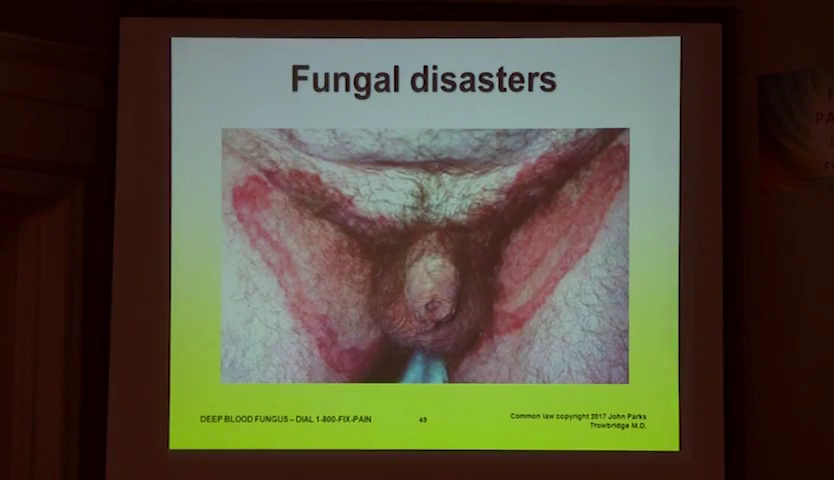 Fungal disasters
DEEP BLOOD FUNGUS – DIAL 1-800-FIX-PAIN
Common law copyright 2017 John Parks
Trowbridge M.D.